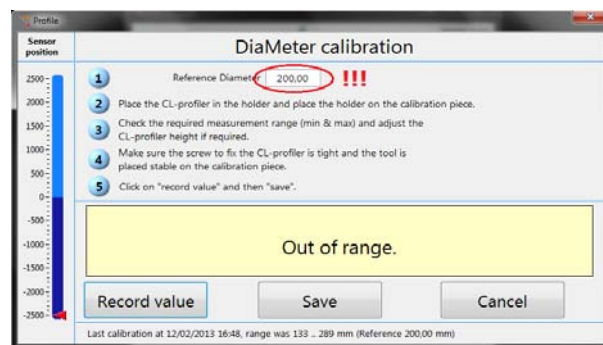 Profile
Sensor
position
DiaMeter calibration
2500
2000
1500
1000
500
0
-500
-1000
-1500
-2000
-2500
1 Reference Diameter 200,00 !!!
2 Place the CL-profiler in the holder and place the holder on the calibration piece.
3 Check the required measurement range (min & max) and adjust the
CL-profiler height if required.
4 Make sure the screw to fix the CL-profiler is tight and the tool is
placed stable on the calibration piece.
5 Click on "record value" and then "save".
Out of range.
Record value Save Cancel
Last calibration at 12/02/2013 16:48, range was 133 .. 289 mm (Reference 200,00 mm)